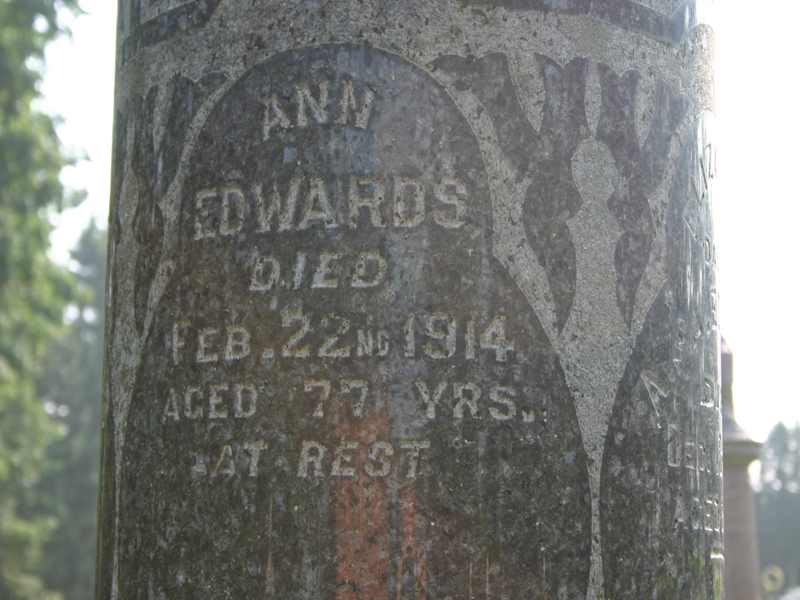 ANN
EDWARDS
DIED
FEB. 22ND 1914
AGED 77 YRS.
AT REST